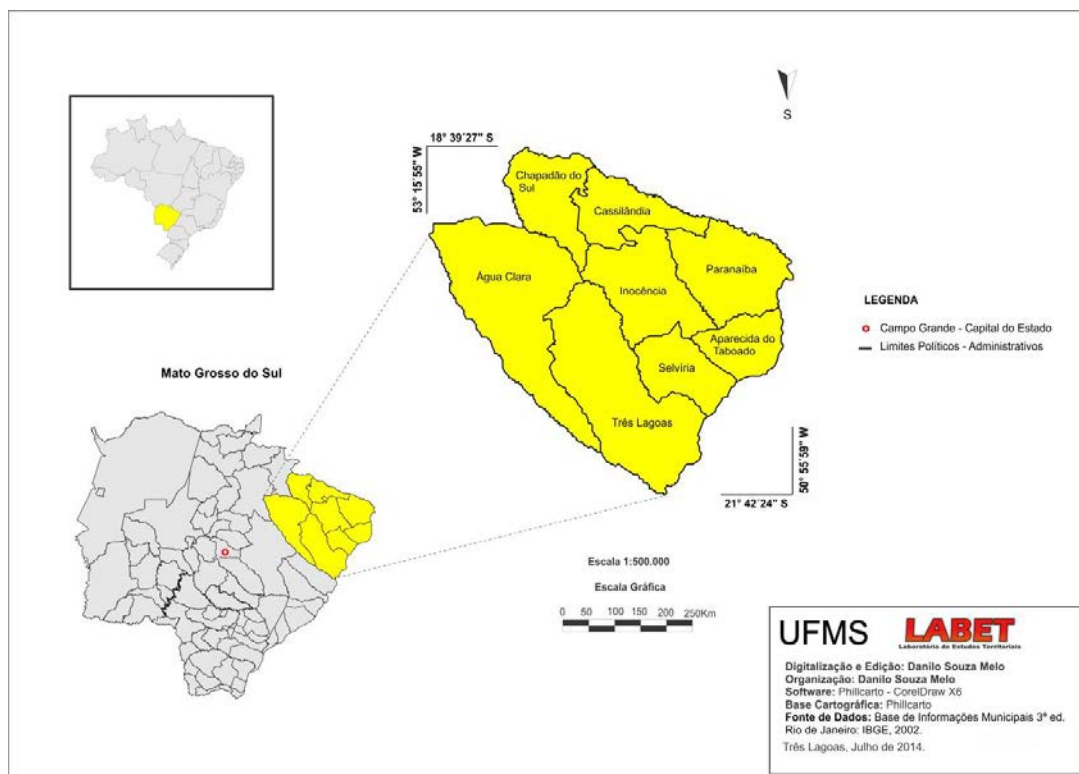 S
18° 39´27" S
53° 15´55" W
Chapadão do
Sul
Cassilândia
Água Clara
Paranaíba
Inocência
Aparecida do
Taboado
Selvíria
Três Lagoas
50° 55´59" W
21° 42´24" S
LEGENDA
Campo Grande - Capital do Estado
Limites Políticos - Administrativos
Mato Grosso do Sul
Escala 1:500.000
Escala Gráfica
0 50 100 150 200 250Km
UFMS LABET
Laboratório de Estudos Territoriais
Digitalização e Edição: Danilo Souza Melo
Organização: Danilo Souza Melo
Software: Phillcarto - CorelDraw X6
Base Cartográfica: Phillcarto
Fonte de Dados: Base de Informações Municipais 3ª ed.
Rio de Janeiro: IBGE, 2002.
Três Lagoas, Julho de 2014.